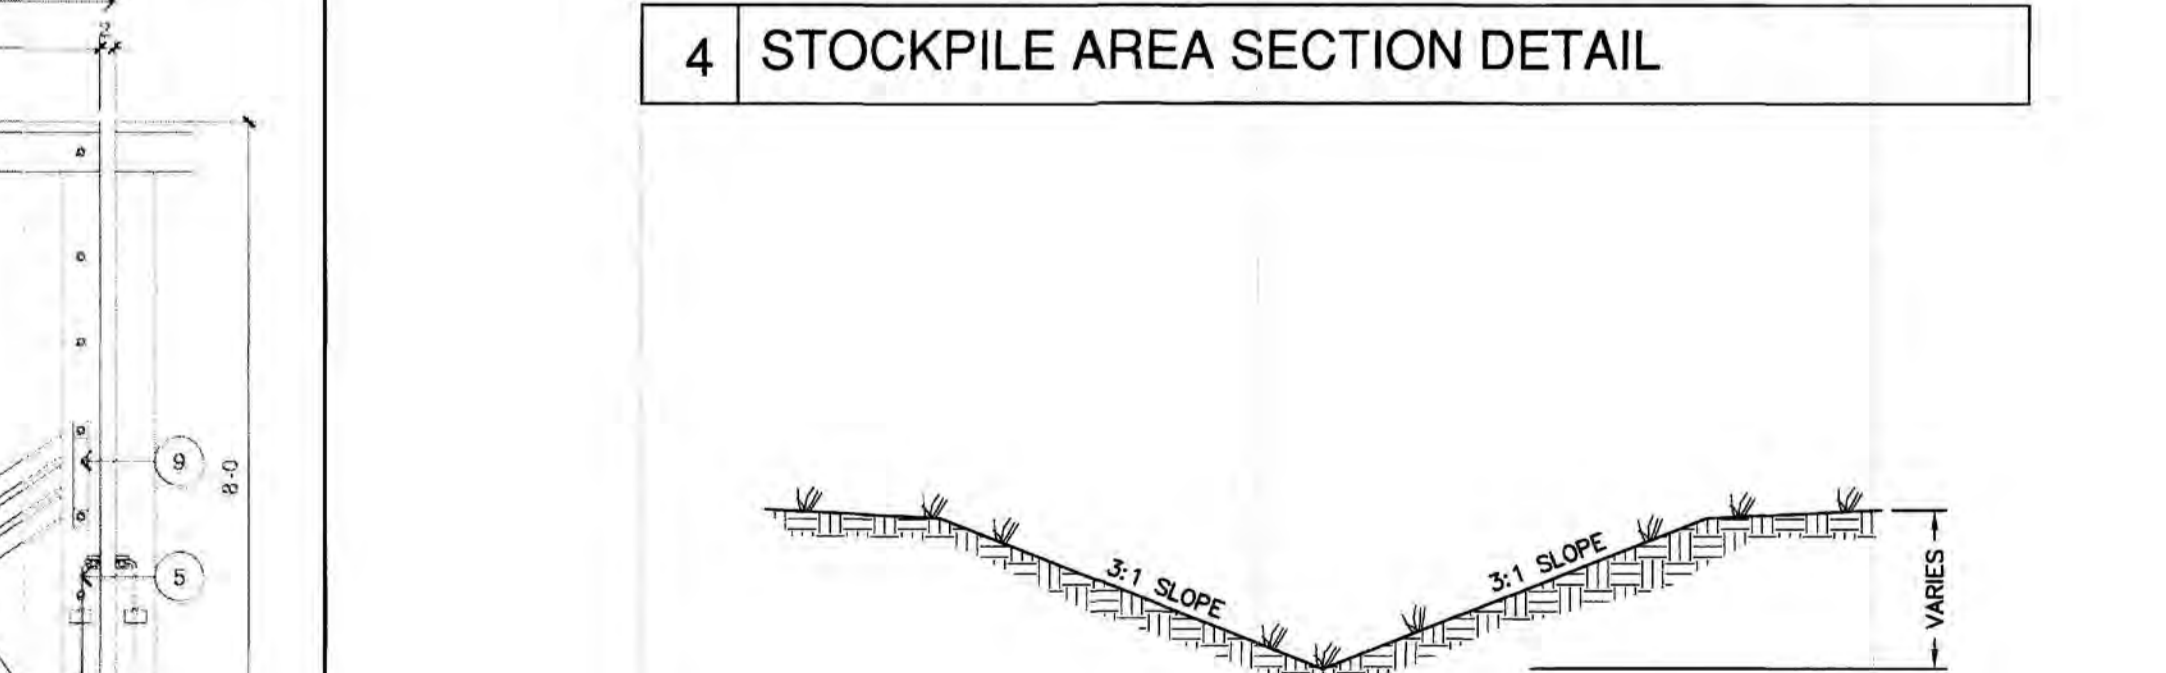 4 STOCKPILE AREA SECTION DETAIL
9
8-0
5
3:1 SLOPE
3:1 SLOPE
VARIES